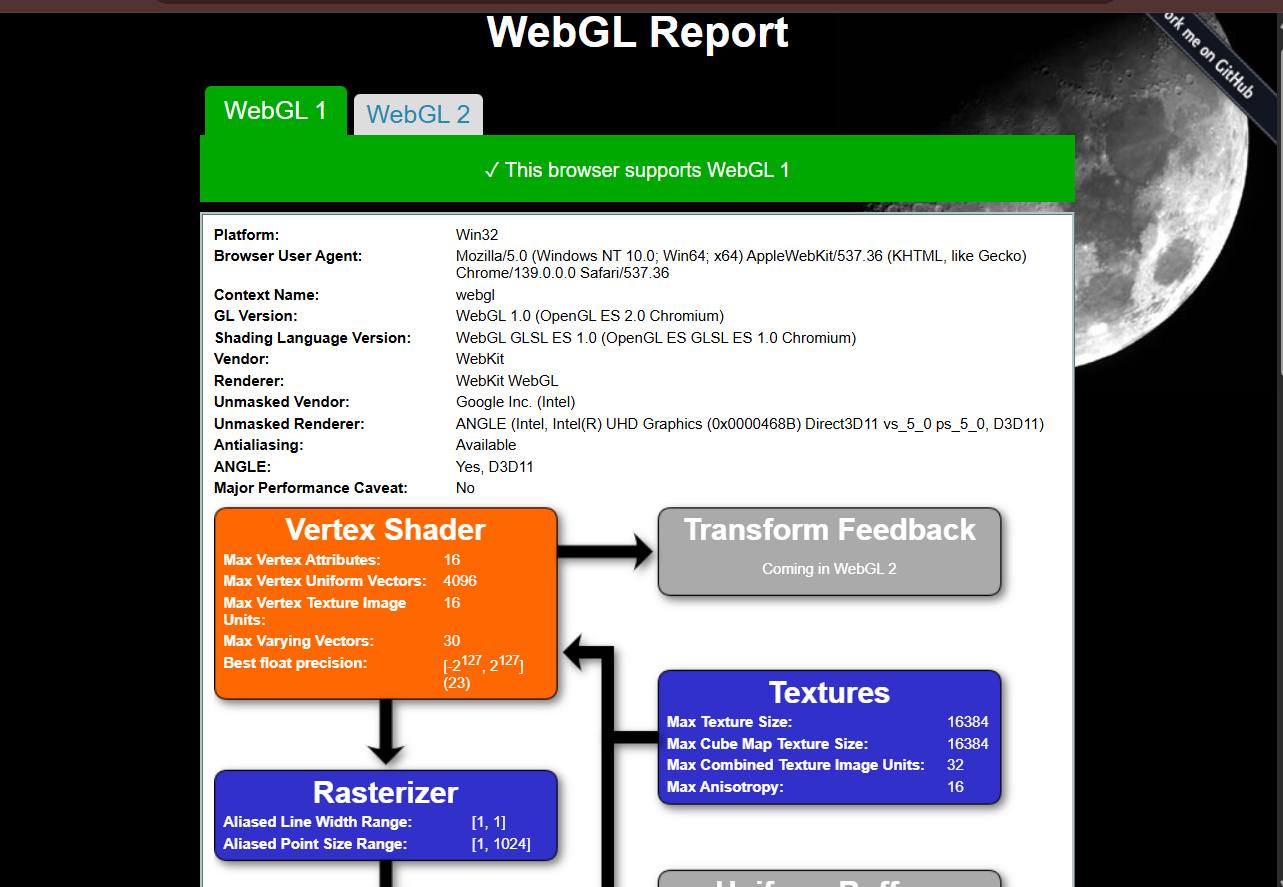 WebGL Report
ork me on GitHub
WebGL 1
WebGL 2
✓ This browser supports WebGL 1
Platform: Win32
Browser User Agent: Mozilla/5.0 (Windows NT 10.0; Win64; x64) AppleWebKit/537.36 (KHTML, like Gecko)
Chrome/139.0.0.0 Safari/537.36
Context Name: webgl
GL Version: WebGL 1.0 (OpenGL ES 2.0 Chromium)
Shading Language Version: WebGL GLSL ES 1.0 (OpenGL ES GLSL ES 1.0 Chromium)
Vendor: WebKit
Renderer: WebKit WebGL
Unmasked Vendor: Google Inc. (Intel)
Unmasked Renderer: ANGLE (Intel, Intel(R) UHD Graphics (0x0000468B) Direct3D11 vs_5_0 ps_5_0, D3D11)
Antialiasing: Available
ANGLE: Yes, D3D11
Major Performance Caveat: No
Vertex Shader
Max Vertex Attributes: 16
Max Vertex Uniform Vectors: 4096
Max Vertex Texture Image 16
Units:
Max Varying Vectors: 30
Best float precision: [-2¹²⁷, 2¹²⁷]
(23)
Transform Feedback
Coming in WebGL 2
Textures
Max Texture Size: 16384
Max Cube Map Texture Size: 16384
Max Combined Texture Image Units: 32
Max Anisotropy: 16
Rasterizer
Aliased Line Width Range: [1, 1]
Aliased Point Size Range: [1, 1024]